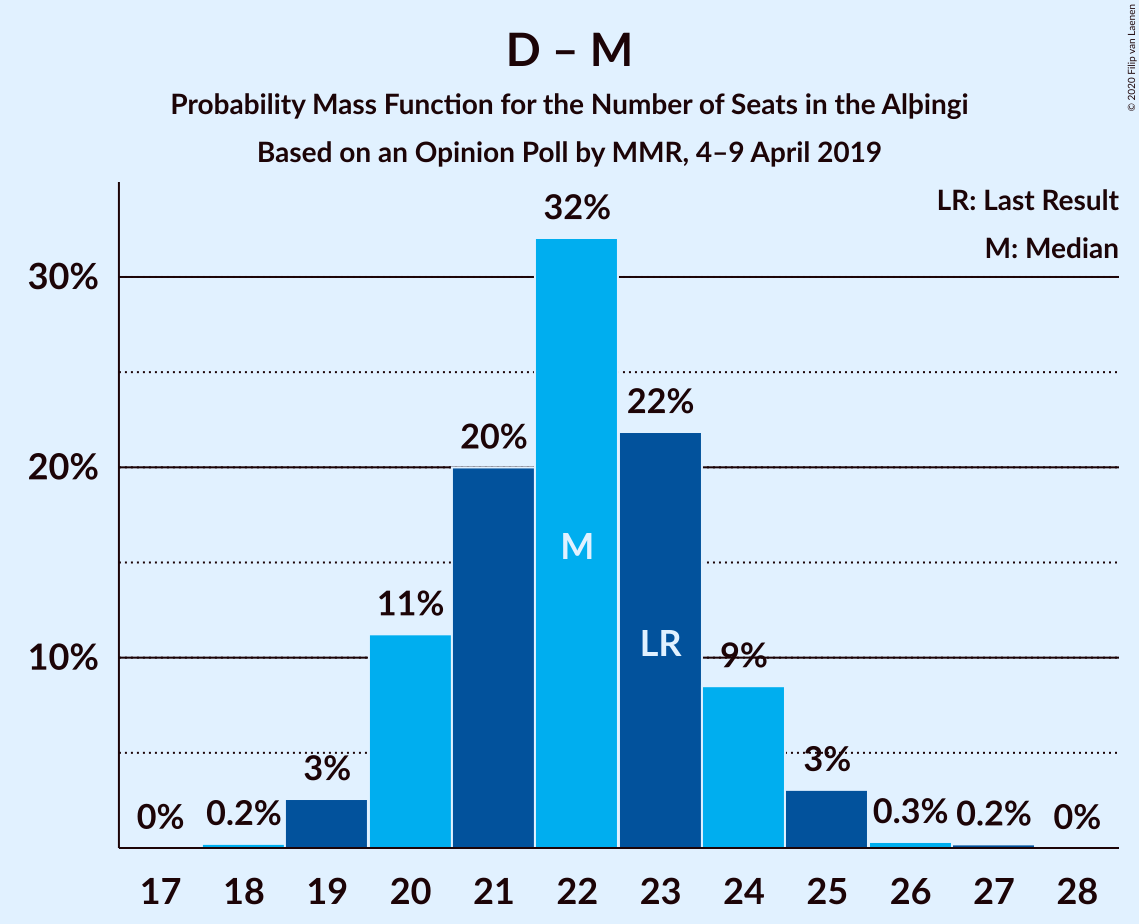 D – M
Probability Mass Function for the Number of Seats in the Alþingi
Based on an Opinion Poll by MMR, 4–9 April 2019
© 2020 Filip van Laenen
LR: Last Result
M: Median
30%
20%
10%
0%
0.2%
3%
11%
20%
32%
22%
9%
3%
0.3%
0.2%
0%
M
LR
17 18 19 20 21 22 23 24 25 26 27 28